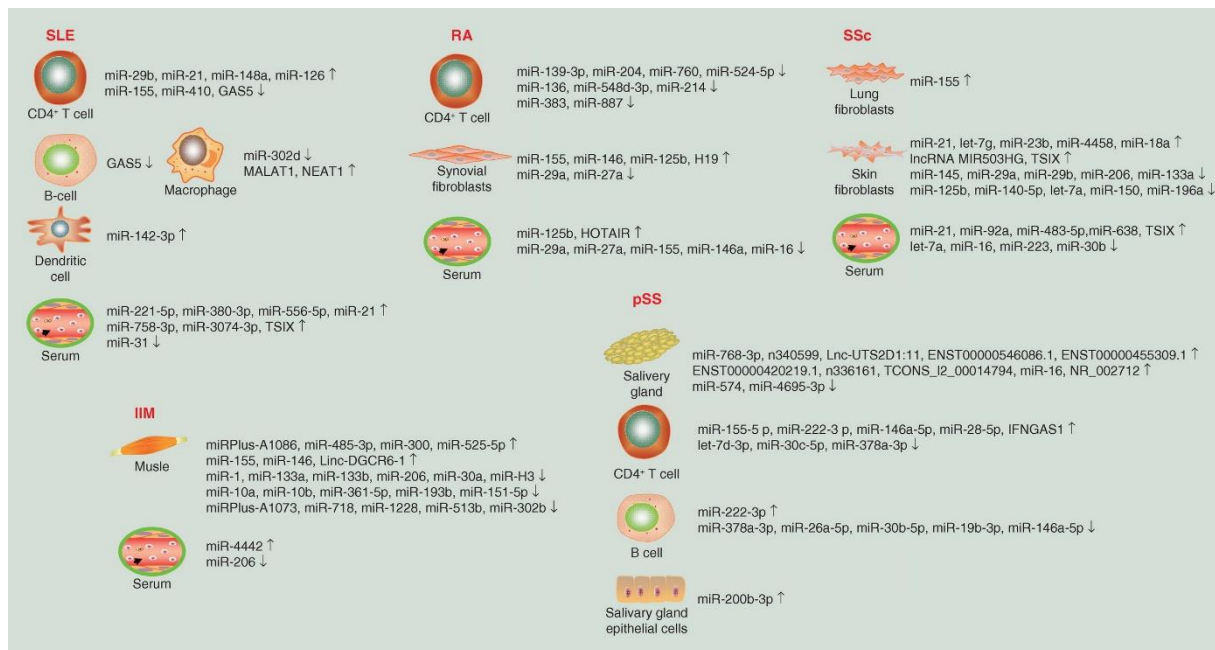 SLE
CD4+ T cell
miR-29b, miR-21, miR-148a, miR-126 ↑
miR-155, miR-410, GAS5 ↓
B-cell
GAS5 ↓
Macrophage
miR-302d ↓
MALAT1, NEAT1 ↑
Dendritic
cell
miR-142-3p ↑
Serum
miR-221-5p, miR-380-3p, miR-556-5p, miR-21 ↑
miR-758-3p, miR-3074-3p, TSIX ↑
miR-31 ↓
RA
CD4+ T cell
miR-139-3p, miR-204, miR-760, miR-524-5p ↓
miR-136, miR-548d-3p, miR-214 ↓
miR-383, miR-887 ↓
Synovial
fibroblasts
miR-155, miR-146, miR-125b, H19 ↑
miR-29a, miR-27a ↓
Serum
miR-125b, HOTAIR ↑
miR-29a, miR-27a, miR-155, miR-146a, miR-16 ↓
SSc
Lung
fibroblasts
miR-155 ↑
Skin
fibroblasts
miR-21, let-7g, miR-23b, miR-4458, miR-18a ↑
lncRNA MIR503HG, TSIX ↑
miR-145, miR-29a, miR-29b, miR-206, miR-133a ↓
miR-125b, miR-140-5p, let-7a, miR-150, miR-196a ↓
Serum
miR-21, miR-92a, miR-483-5p,miR-638, TSIX ↑
let-7a, miR-16, miR-223, miR-30b ↓
IIM
Musle
miRPlus-A1086, miR-485-3p, miR-300, miR-525-5p ↑
miR-155, miR-146, Linc-DGCR6-1 ↑
miR-1, miR-133a, miR-133b, miR-206, miR-30a, miR-H3 ↓
miR-10a, miR-10b, miR-361-5p, miR-193b, miR-151-5p ↓
miRPlus-A1073, miR-718, miR-1228, miR-513b, miR-302b ↓
Serum
miR-4442 ↑
miR-206 ↓
pSS
Salivery
gland
miR-768-3p, n340599, Lnc-UTS2D1:11, ENST00000546086.1, ENST00000455309.1 ↑
ENST00000420219.1, n336161, TCONS_l2_00014794, miR-16, NR_002712 ↑
miR-574, miR-4695-3p ↓
CD4+ T cell
miR-155-5 p, miR-222-3 p, miR-146a-5p, miR-28-5p, IFNGAS1 ↑
let-7d-3p, miR-30c-5p, miR-378a-3p ↓
B cell
miR-222-3p ↑
miR-378a-3p, miR-26a-5p, miR-30b-5p, miR-19b-3p, miR-146a-5p ↓
Salivary gland
epithelial cells
miR-200b-3p ↑